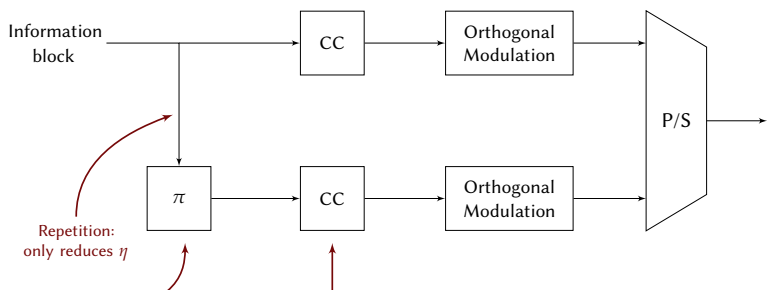 Information
block
CC
Orthogonal
Modulation
P/S
π
CC
Orthogonal
Modulation
Repetition:
only reduces η